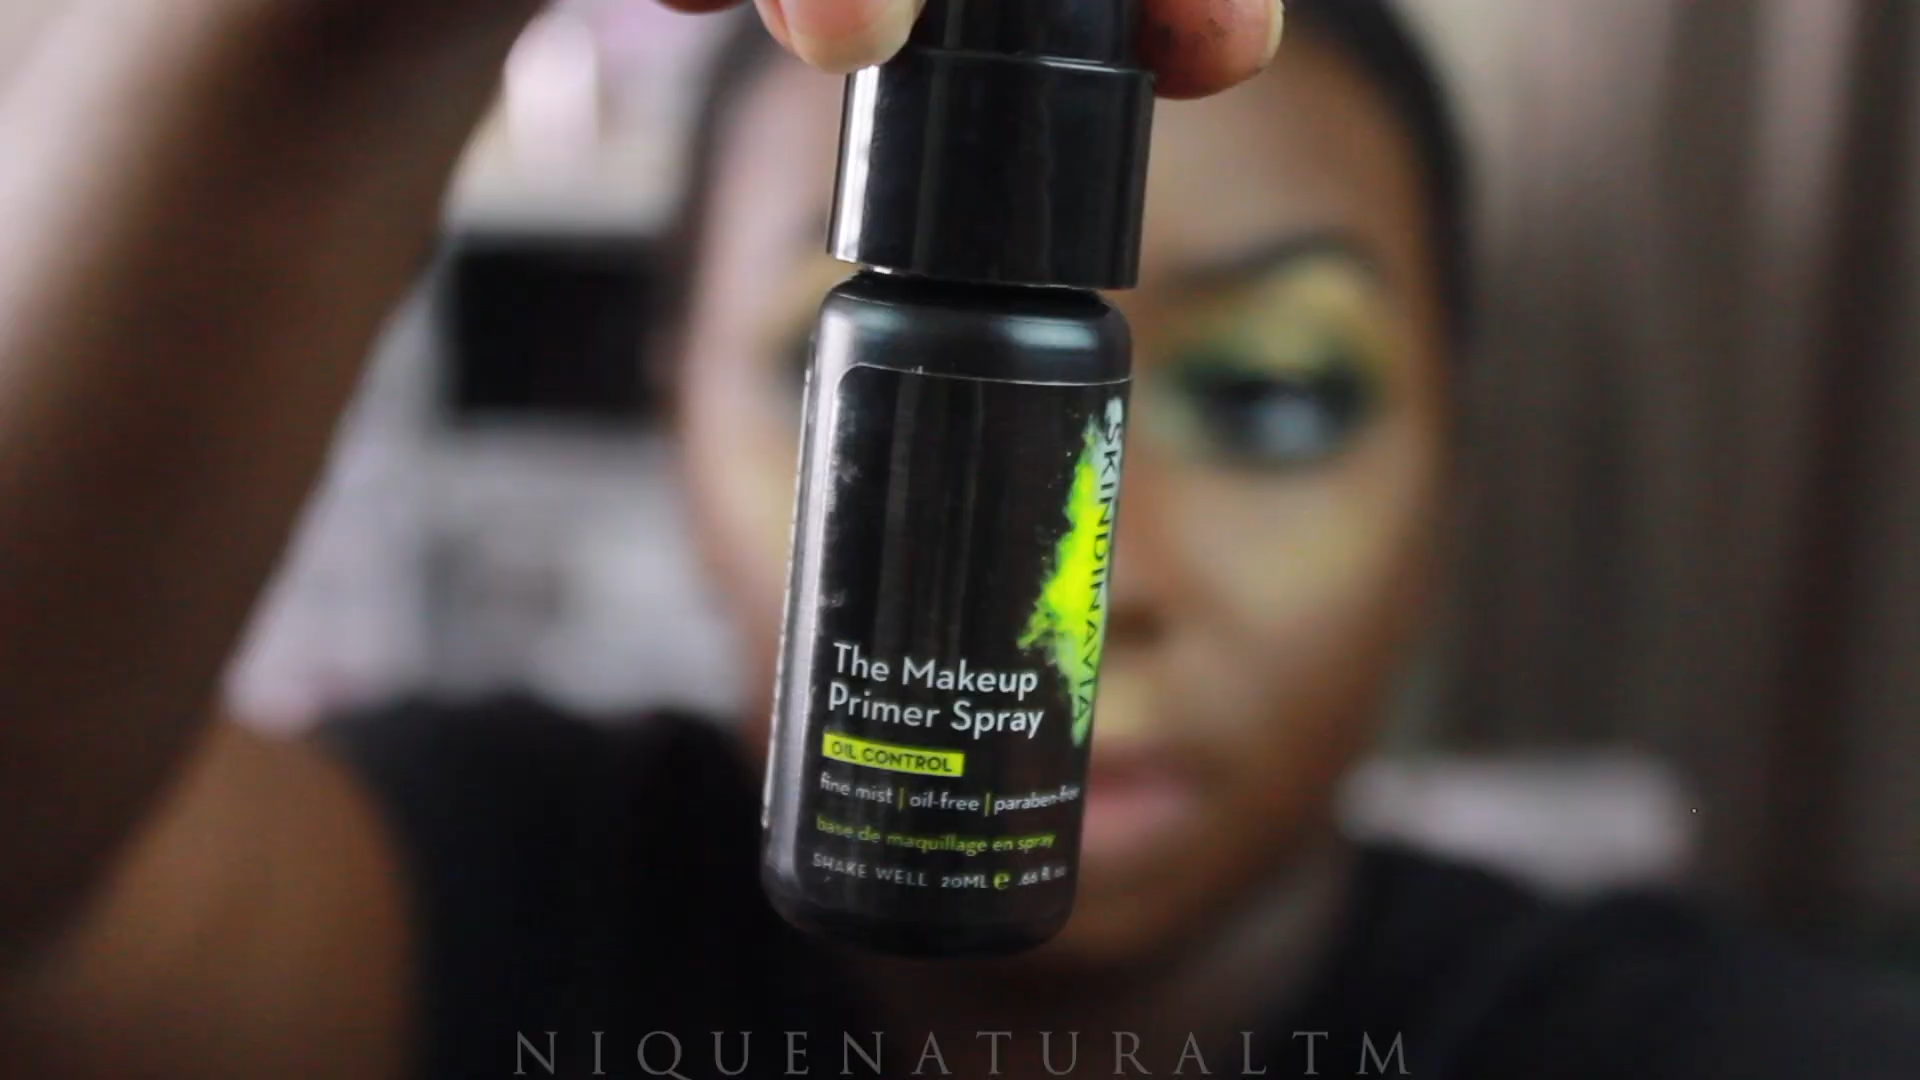 SKINDINAVIA
The Makeup
Primer Spray
OIL CONTROL
fine mist | oil-free | paraben-free
base de maquillage en spray
SHAKE WELL 20ML e .66 fl oz
NIQUENATURALTM